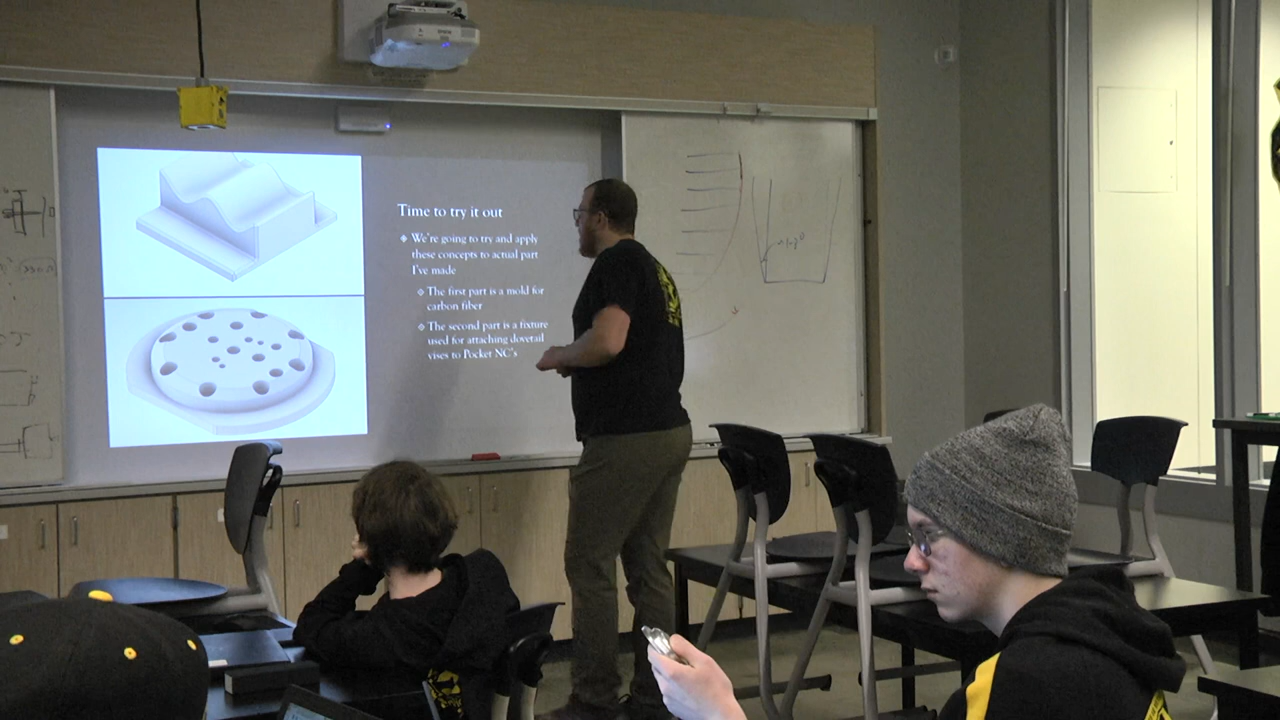 Time to try it out
We're going to try and apply
these concepts to actual part
I've made
The first part is a mold for
carbon fiber
The second part is a fixture
used for attaching dovetail
vises to Pocket NC's